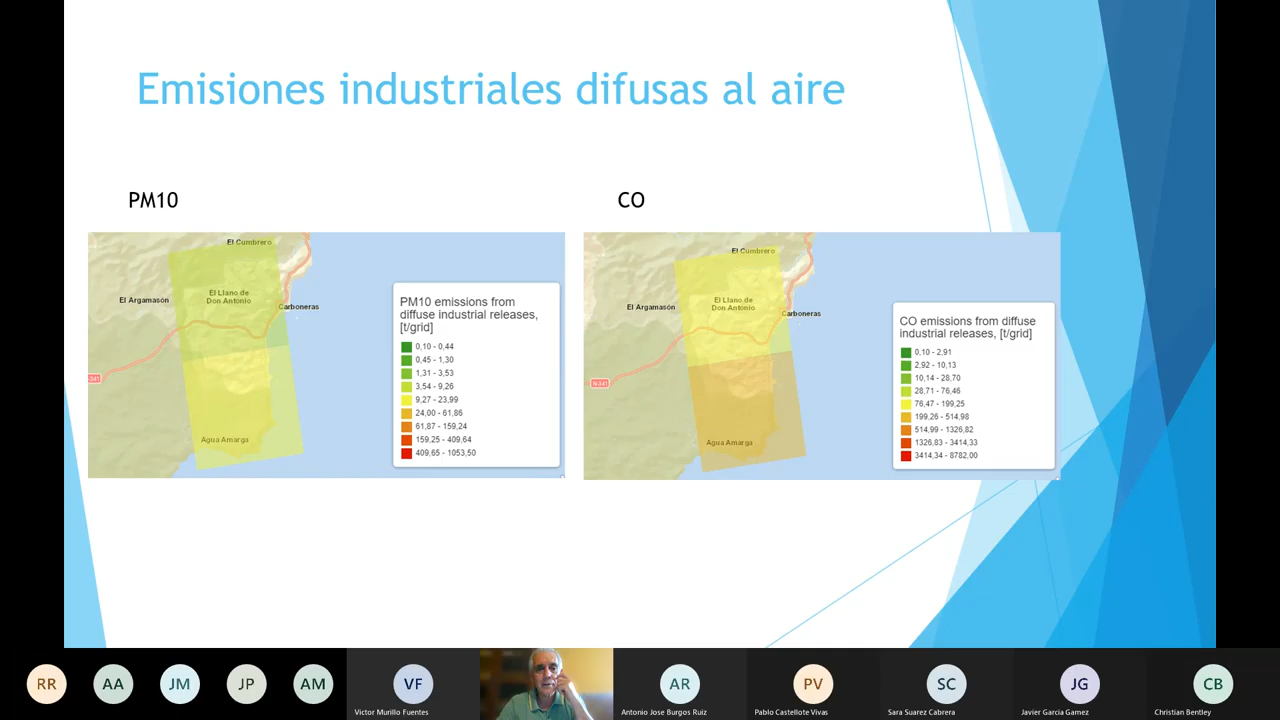 Emisiones industriales difusas al aire
PM10
CO
El Cumbrero
El Argamasón
El Llano de
Don Antonio
Carboneras
N-341
Agua Amarga
PM10 emissions from
diffuse industrial releases,
[t/grid]
0,10 - 0,44
0,45 - 1,30
1,31 - 3,53
3,54 - 9,26
9,27 - 23,99
24,00 - 61,86
61,87 - 159,24
159,25 - 409,64
409,65 - 1053,50
El Cumbrero
El Argamasón
El Llano de
Don Antonio
Carboneras
N-341
Agua Amarga
CO emissions from diffuse
industrial releases, [t/grid]
0,10 - 2,91
2,92 - 10,13
10,14 - 28,70
28,71 - 76,46
76,47 - 199,25
199,26 - 514,98
514,99 - 1326,82
1326,83 - 3414,33
3414,34 - 8782,00
RR
AA
JM
JP
AM
VF
Victor Murillo Fuentes
AR
Antonio Jose Burgos Ruiz
PV
Pablo Castellote Vivas
SC
Sara Suarez Cabrera
JG
Javier Garcia Gamez
CB
Christian Bentley